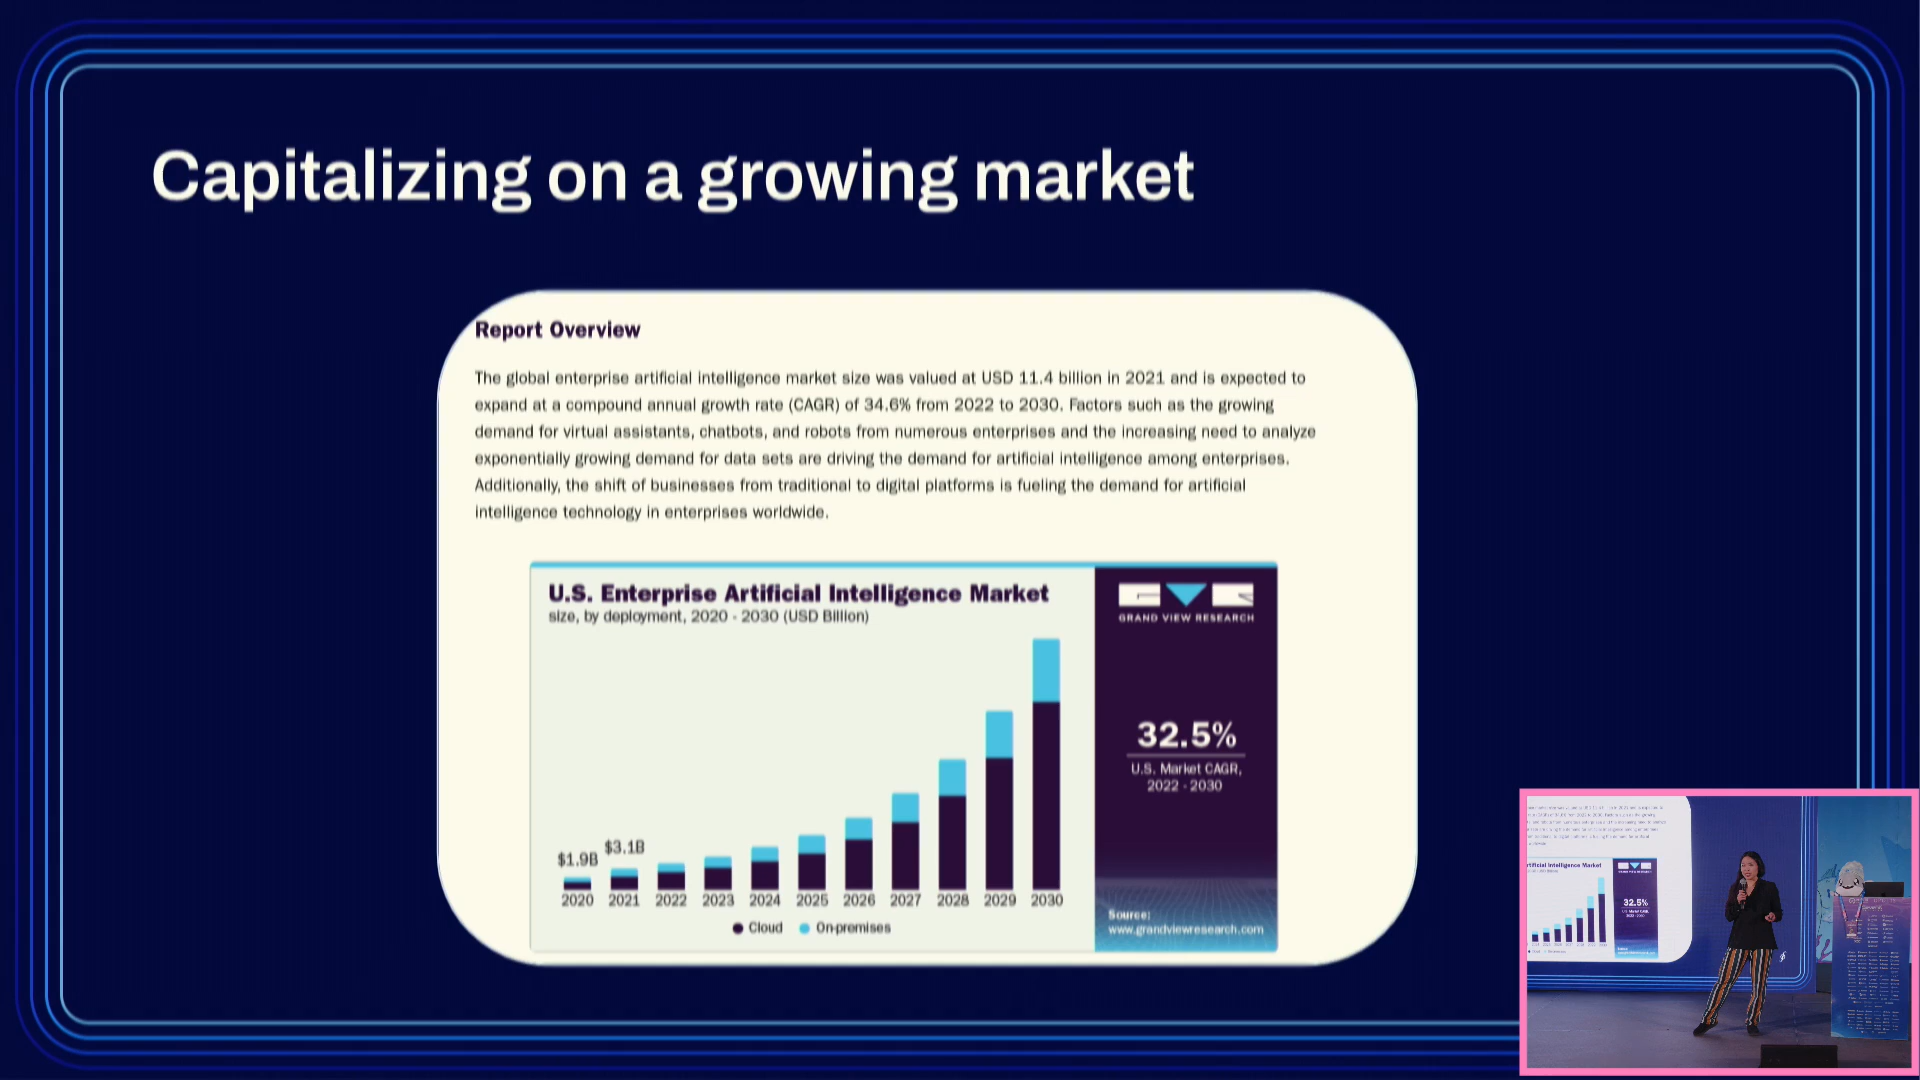 Capitalizing on a growing market
Report Overview
The global enterprise artificial intelligence market size was valued at USD 11.4 billion in 2021 and is expected to
expand at a compound annual growth rate (CAGR) of 34.6% from 2022 to 2030. Factors such as the growing
demand for virtual assistants, chatbots, and robots from numerous enterprises and the increasing need to analyze
exponentially growing demand for data sets are driving the demand for artificial intelligence among enterprises.
Additionally, the shift of businesses from traditional to digital platforms is fueling the demand for artificial
intelligence technology in enterprises worldwide.
U.S. Enterprise Artificial Intelligence Market
size, by deployment, 2020 - 2030 (USD Billion)
GRAND VIEW RESEARCH
32.5%
U.S. Market CAGR,
2022 - 2030
$1.9B
$3.1B
2020 2021 2022 2023 2024 2025 2026 2027 2028 2029 2030
Cloud On-premises
Source:
www.grandviewresearch.com
32.5%